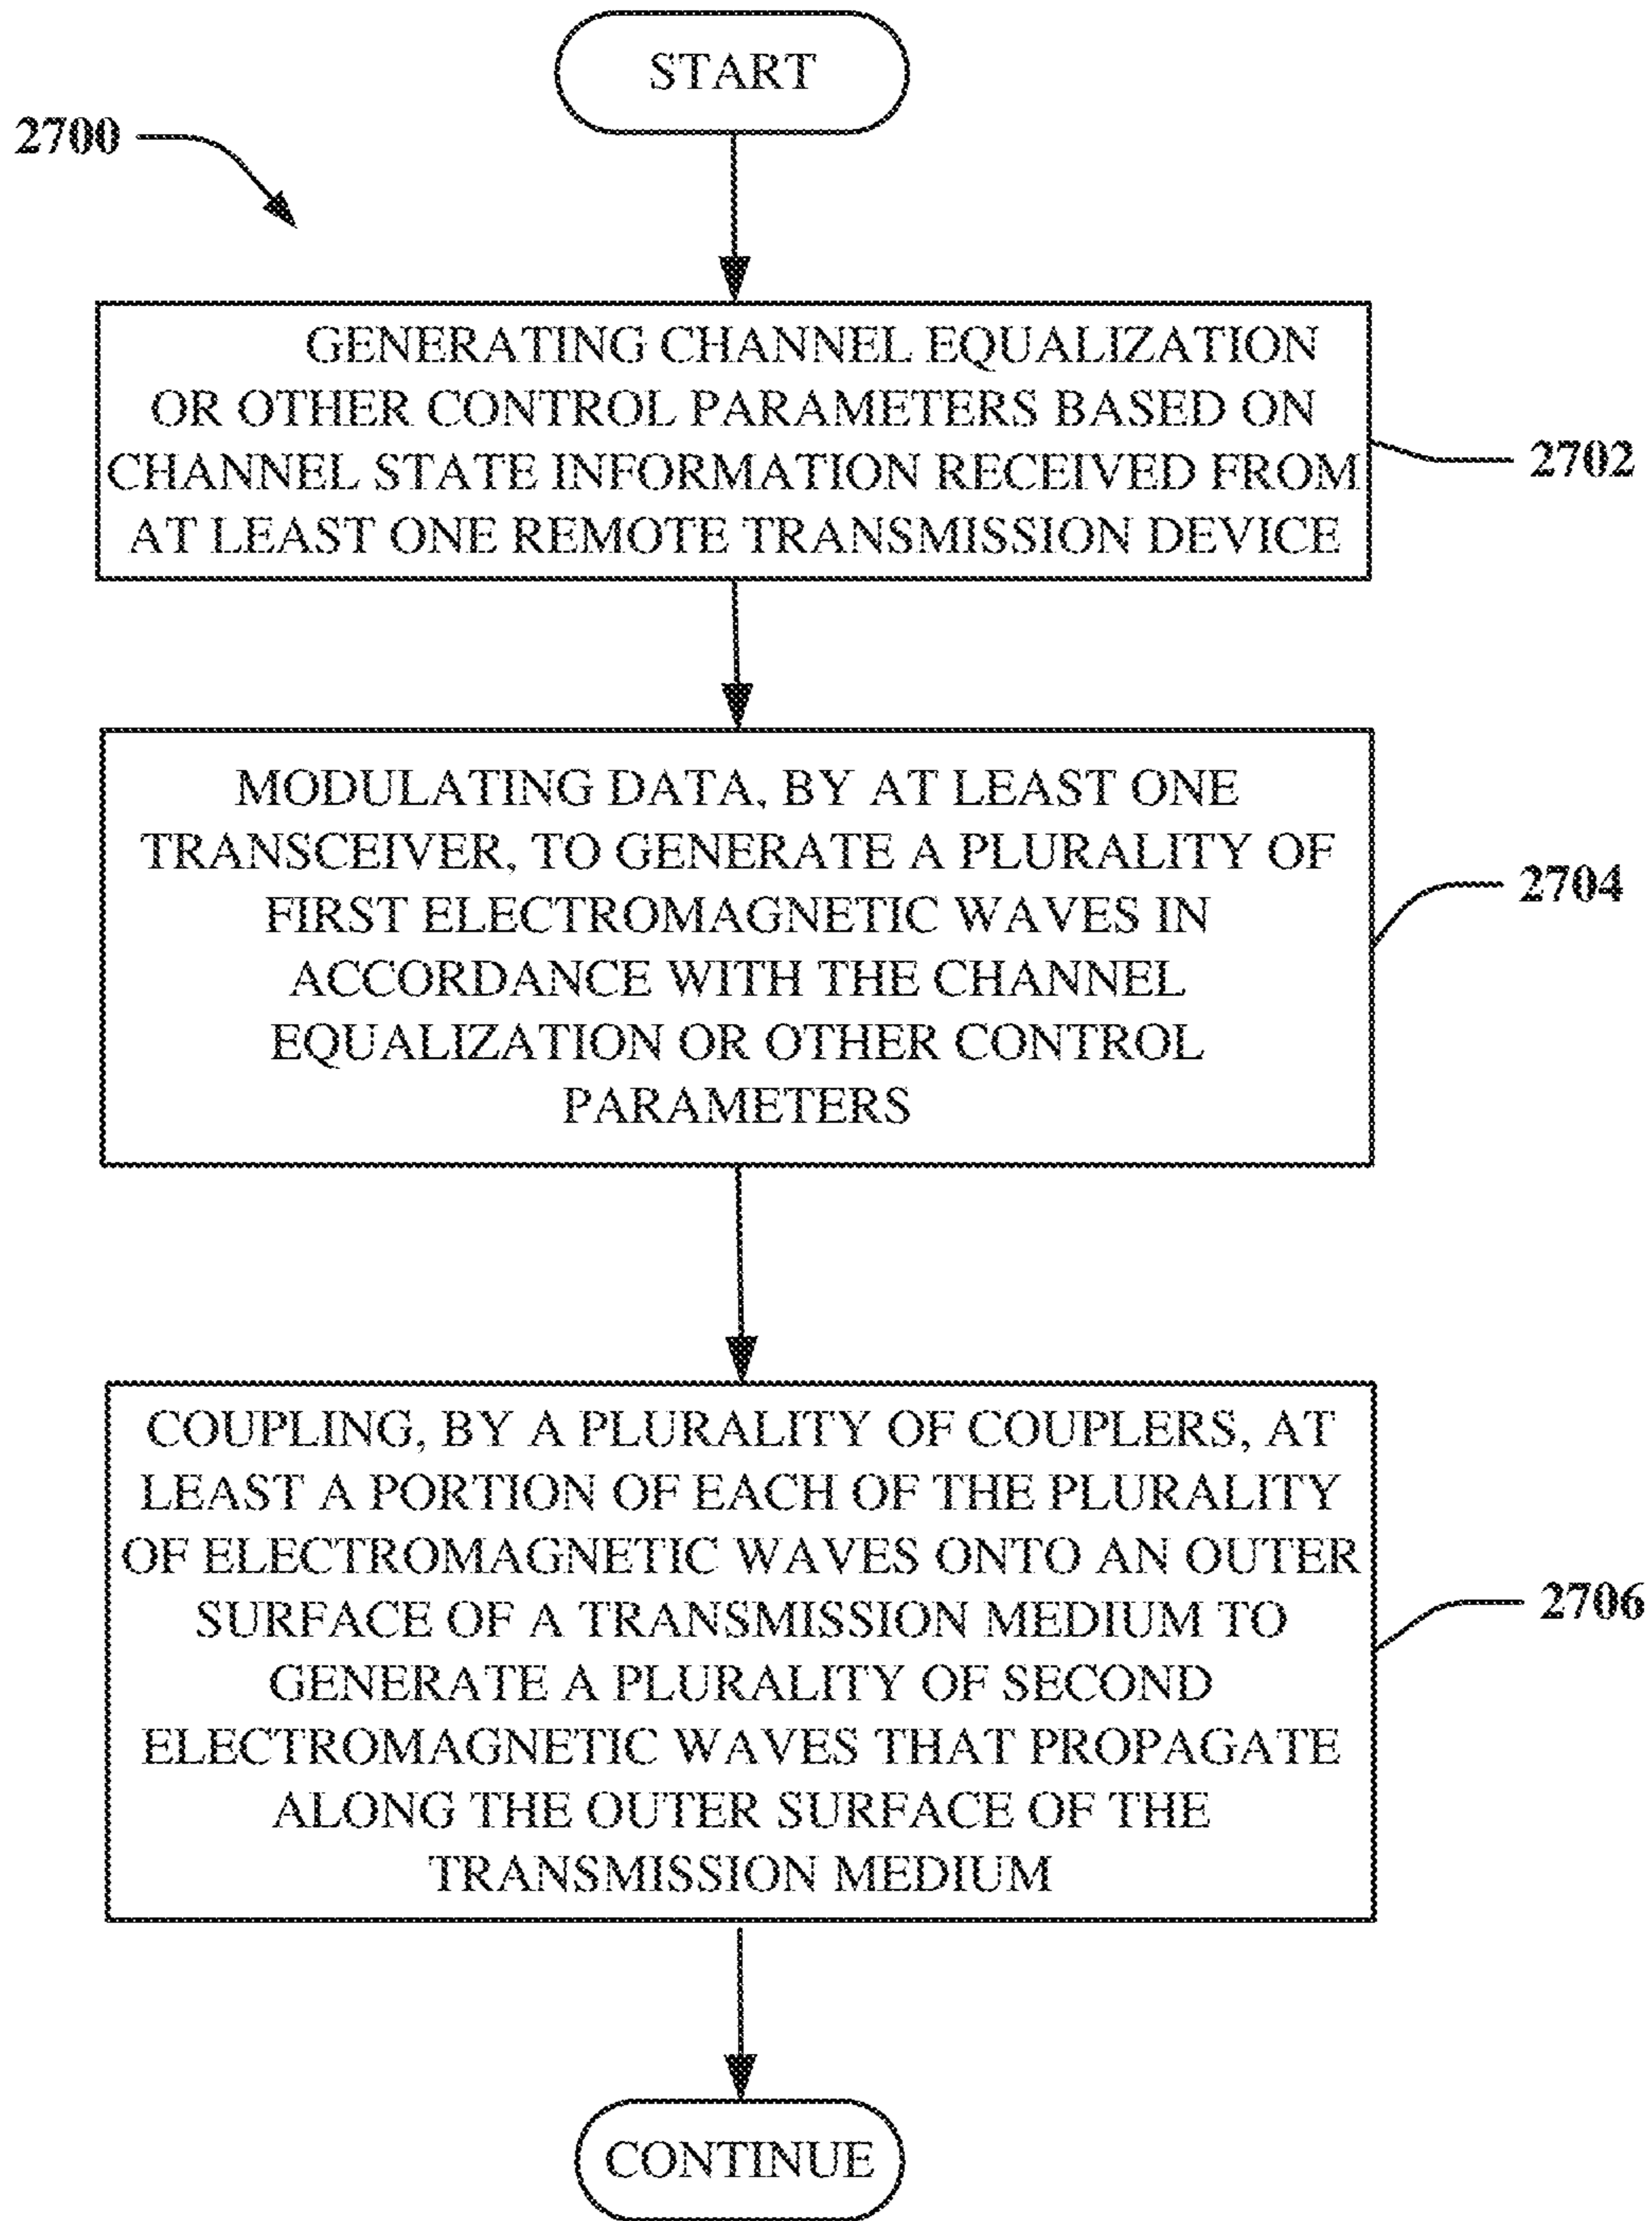 START
2700
GENERATING CHANNEL EQUALIZATION
OR OTHER CONTROL PARAMETERS BASED ON
CHANNEL STATE INFORMATION RECEIVED FROM
AT LEAST ONE REMOTE TRANSMISSION DEVICE
2702
MODULATING DATA, BY AT LEAST ONE
TRANSCEIVER, TO GENERATE A PLURALITY OF
FIRST ELECTROMAGNETIC WAVES IN
ACCORDANCE WITH THE CHANNEL
EQUALIZATION OR OTHER CONTROL
PARAMETERS
2704
COUPLING, BY A PLURALITY OF COUPLERS, AT
LEAST A PORTION OF EACH OF THE PLURALITY
OF ELECTROMAGNETIC WAVES ONTO AN OUTER
SURFACE OF A TRANSMISSION MEDIUM TO
GENERATE A PLURALITY OF SECOND
ELECTROMAGNETIC WAVES THAT PROPAGATE
ALONG THE OUTER SURFACE OF THE
TRANSMISSION MEDIUM
2706
CONTINUE